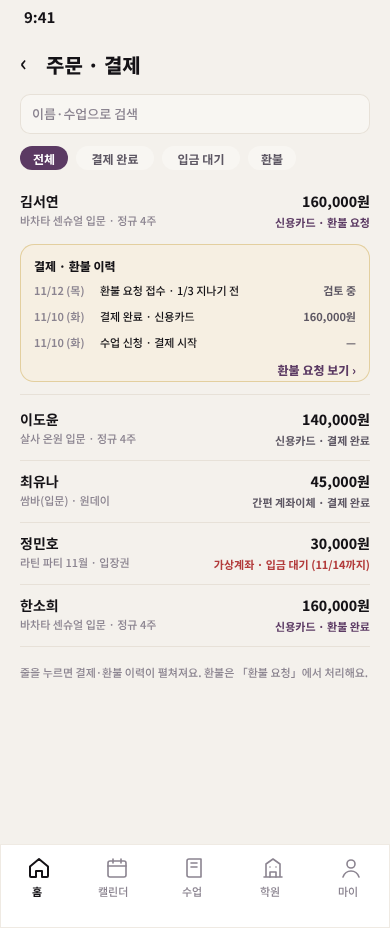 9:41
‹ 주문 · 결제
이름·수업으로 검색
전체 결제 완료 입금 대기 환불
김서연 160,000원
바차타 센슈얼 입문 · 정규 4주 신용카드 · 환불 요청
결제 · 환불 이력
11/12 (목) 환불 요청 접수 · 1/3 지나기 전 검토 중
11/10 (화) 결제 완료 · 신용카드 160,000원
11/10 (화) 수업 신청 · 결제 시작 —
환불 요청 보기 ›
이도윤 140,000원
살사 온원 입문 · 정규 4주 신용카드 · 결제 완료
최유나 45,000원
쌈바(입문) · 원데이 간편 계좌이체 · 결제 완료
정민호 30,000원
라틴 파티 11월 · 입장권 가상계좌 · 입금 대기 (11/14까지)
한소희 160,000원
바차타 센슈얼 입문 · 정규 4주 신용카드 · 환불 완료
줄을 누르면 결제·환불 이력이 펼쳐져요. 환불은 「환불 요청」에서 처리해요.
홈 캘린더 수업 학원 마이